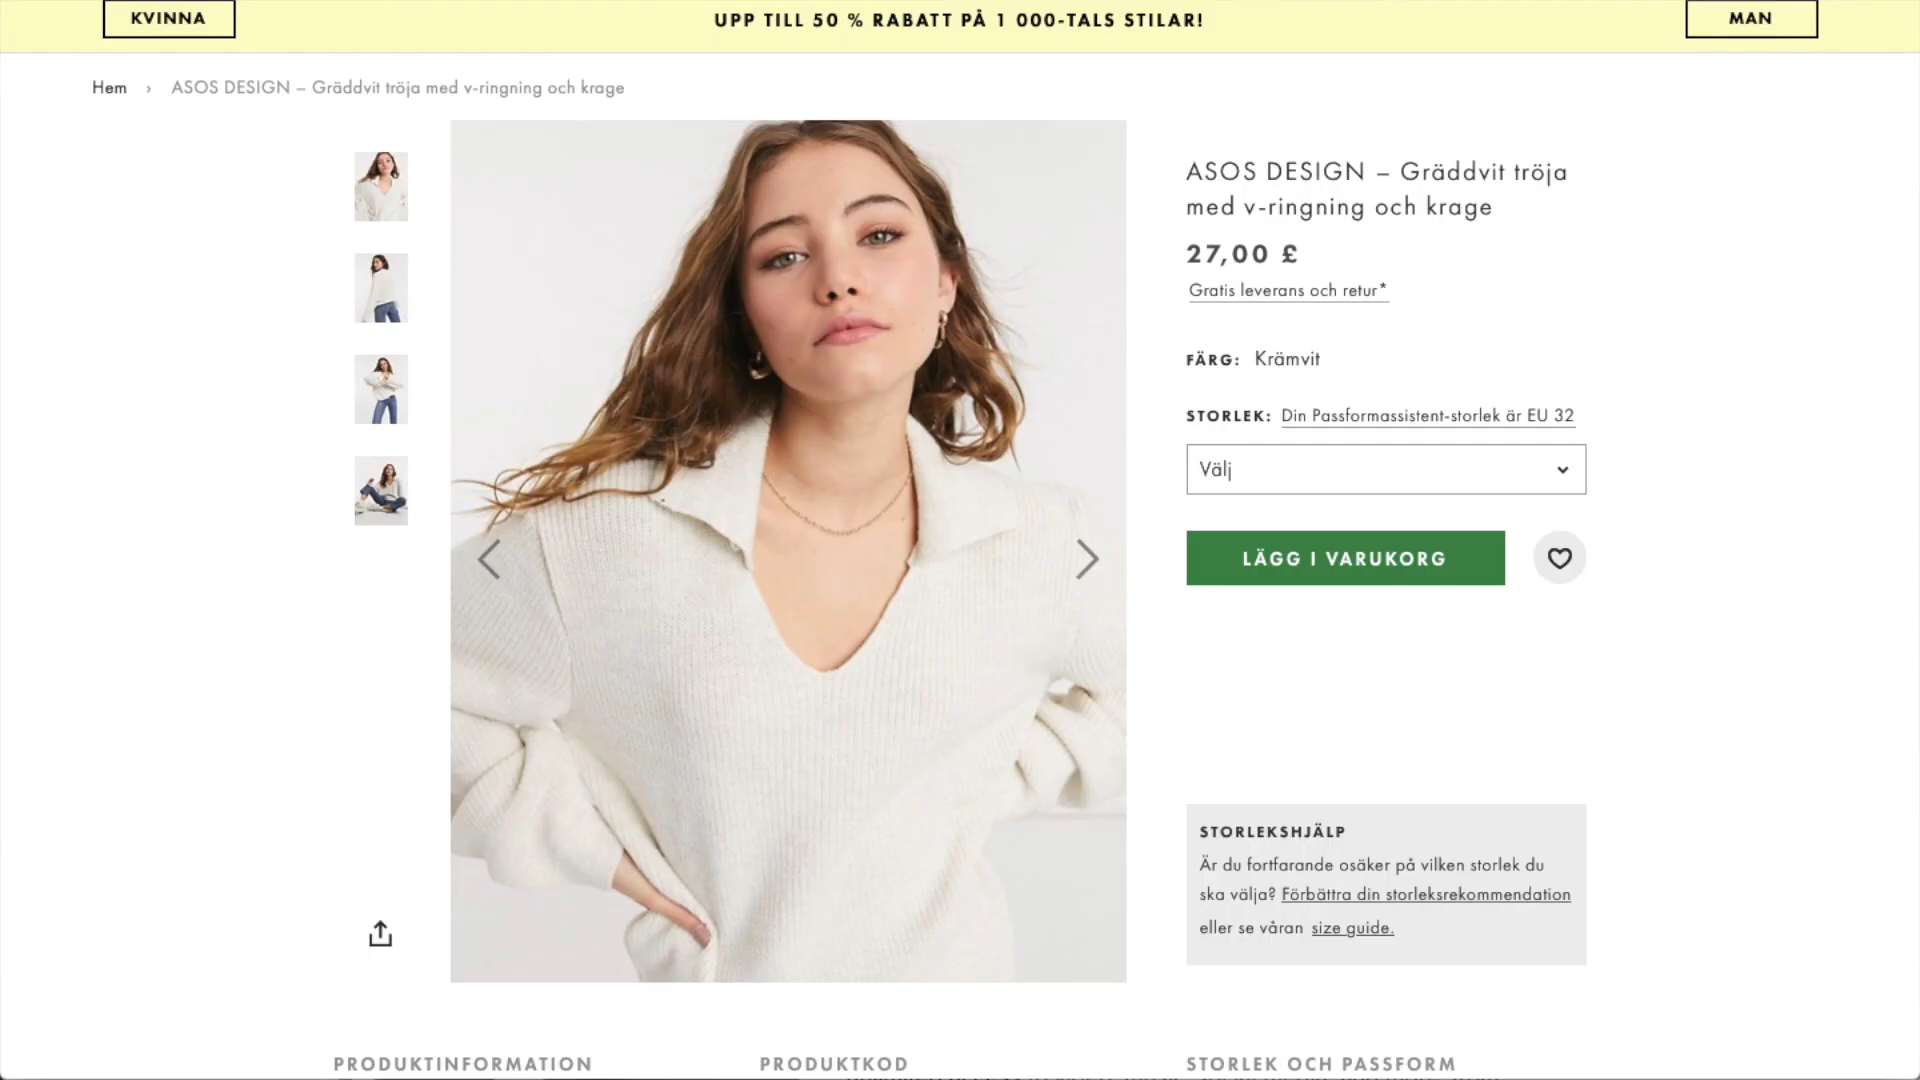 KVINNA
UPP TILL 50 % RABATT PÅ 1 000-TALS STILAR!
MAN
Hem › ASOS DESIGN – Gräddvit tröja med v-ringning och krage
ASOS DESIGN – Gräddvit tröja
med v-ringning och krage
27,00 £
Gratis leverans och retur*
FÄRG: Krämvit
STORLEK: Din Passformassistent-storlek är EU 32
Välj
LÄGG I VARUKORG
STORLEKSHJÄLP
Är du fortfarande osäker på vilken storlek du
ska välja? Förbättra din storleksrekommendation
eller se våran size guide.
PRODUKTINFORMATION
PRODUKTKOD
STORLEK OCH PASSFORM